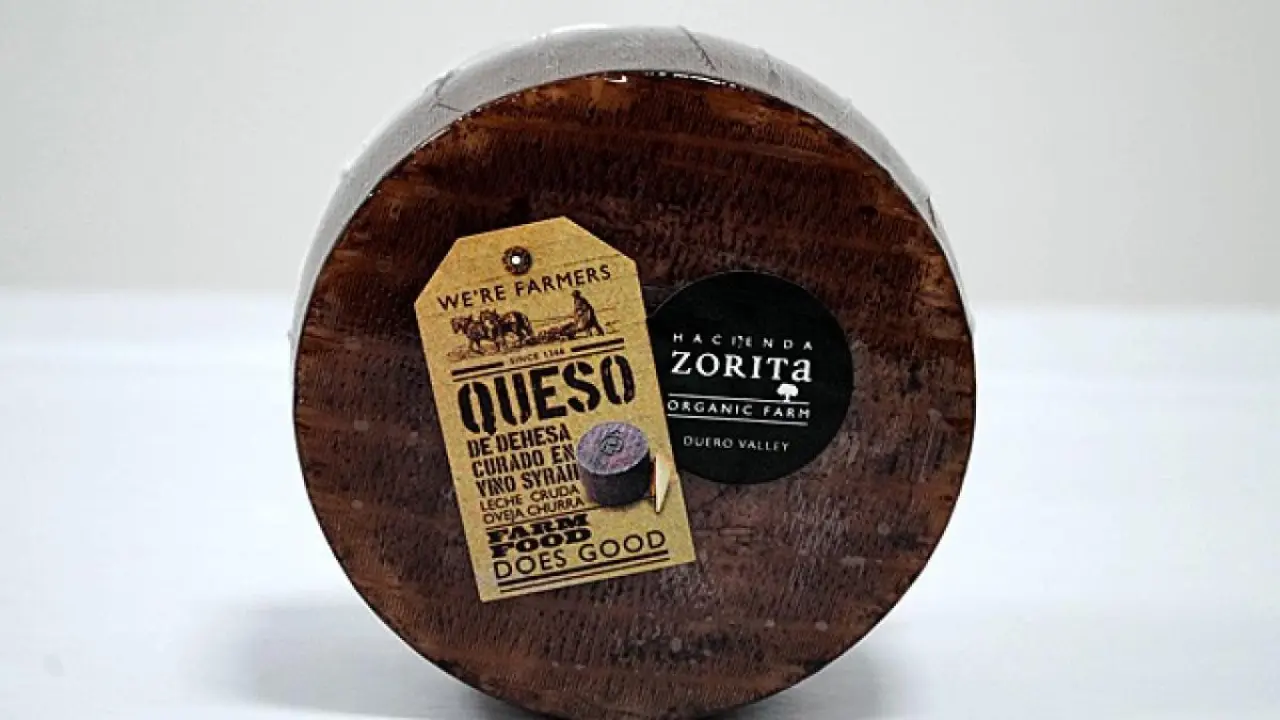 WE'RE FARMERS
SINCE 1366
QUESO
DE DEHESA
CURADO EN
VINO SYRAH
LECHE CRUDA
OVEJA CHURRA
FARM
FOOD
DOES GOOD
HACIENDA
ZORITa
ORGANIC FARM
DUERO VALLEY